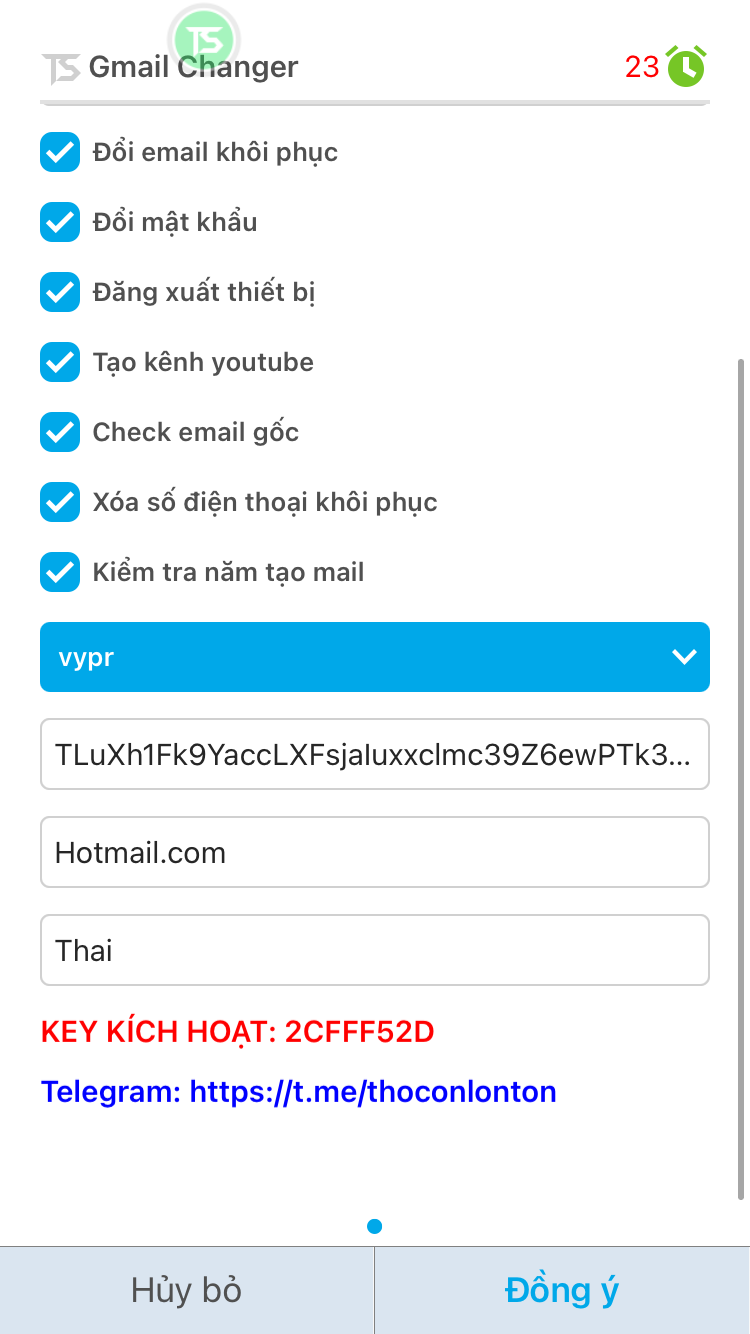 TS
TS Gmail Changer 23
Đổi email khôi phục
Đổi mật khẩu
Đăng xuất thiết bị
Tạo kênh youtube
Check email gốc
Xóa số điện thoại khôi phục
Kiểm tra năm tạo mail
vypr
TLuXh1Fk9YaccLXFsjaIuxxclmc39Z6ewPTk3...
Hotmail.com
Thai
KEY KÍCH HOẠT: 2CFFF52D
Telegram: https://t.me/thoconlonton
Hủy bỏ
Đồng ý